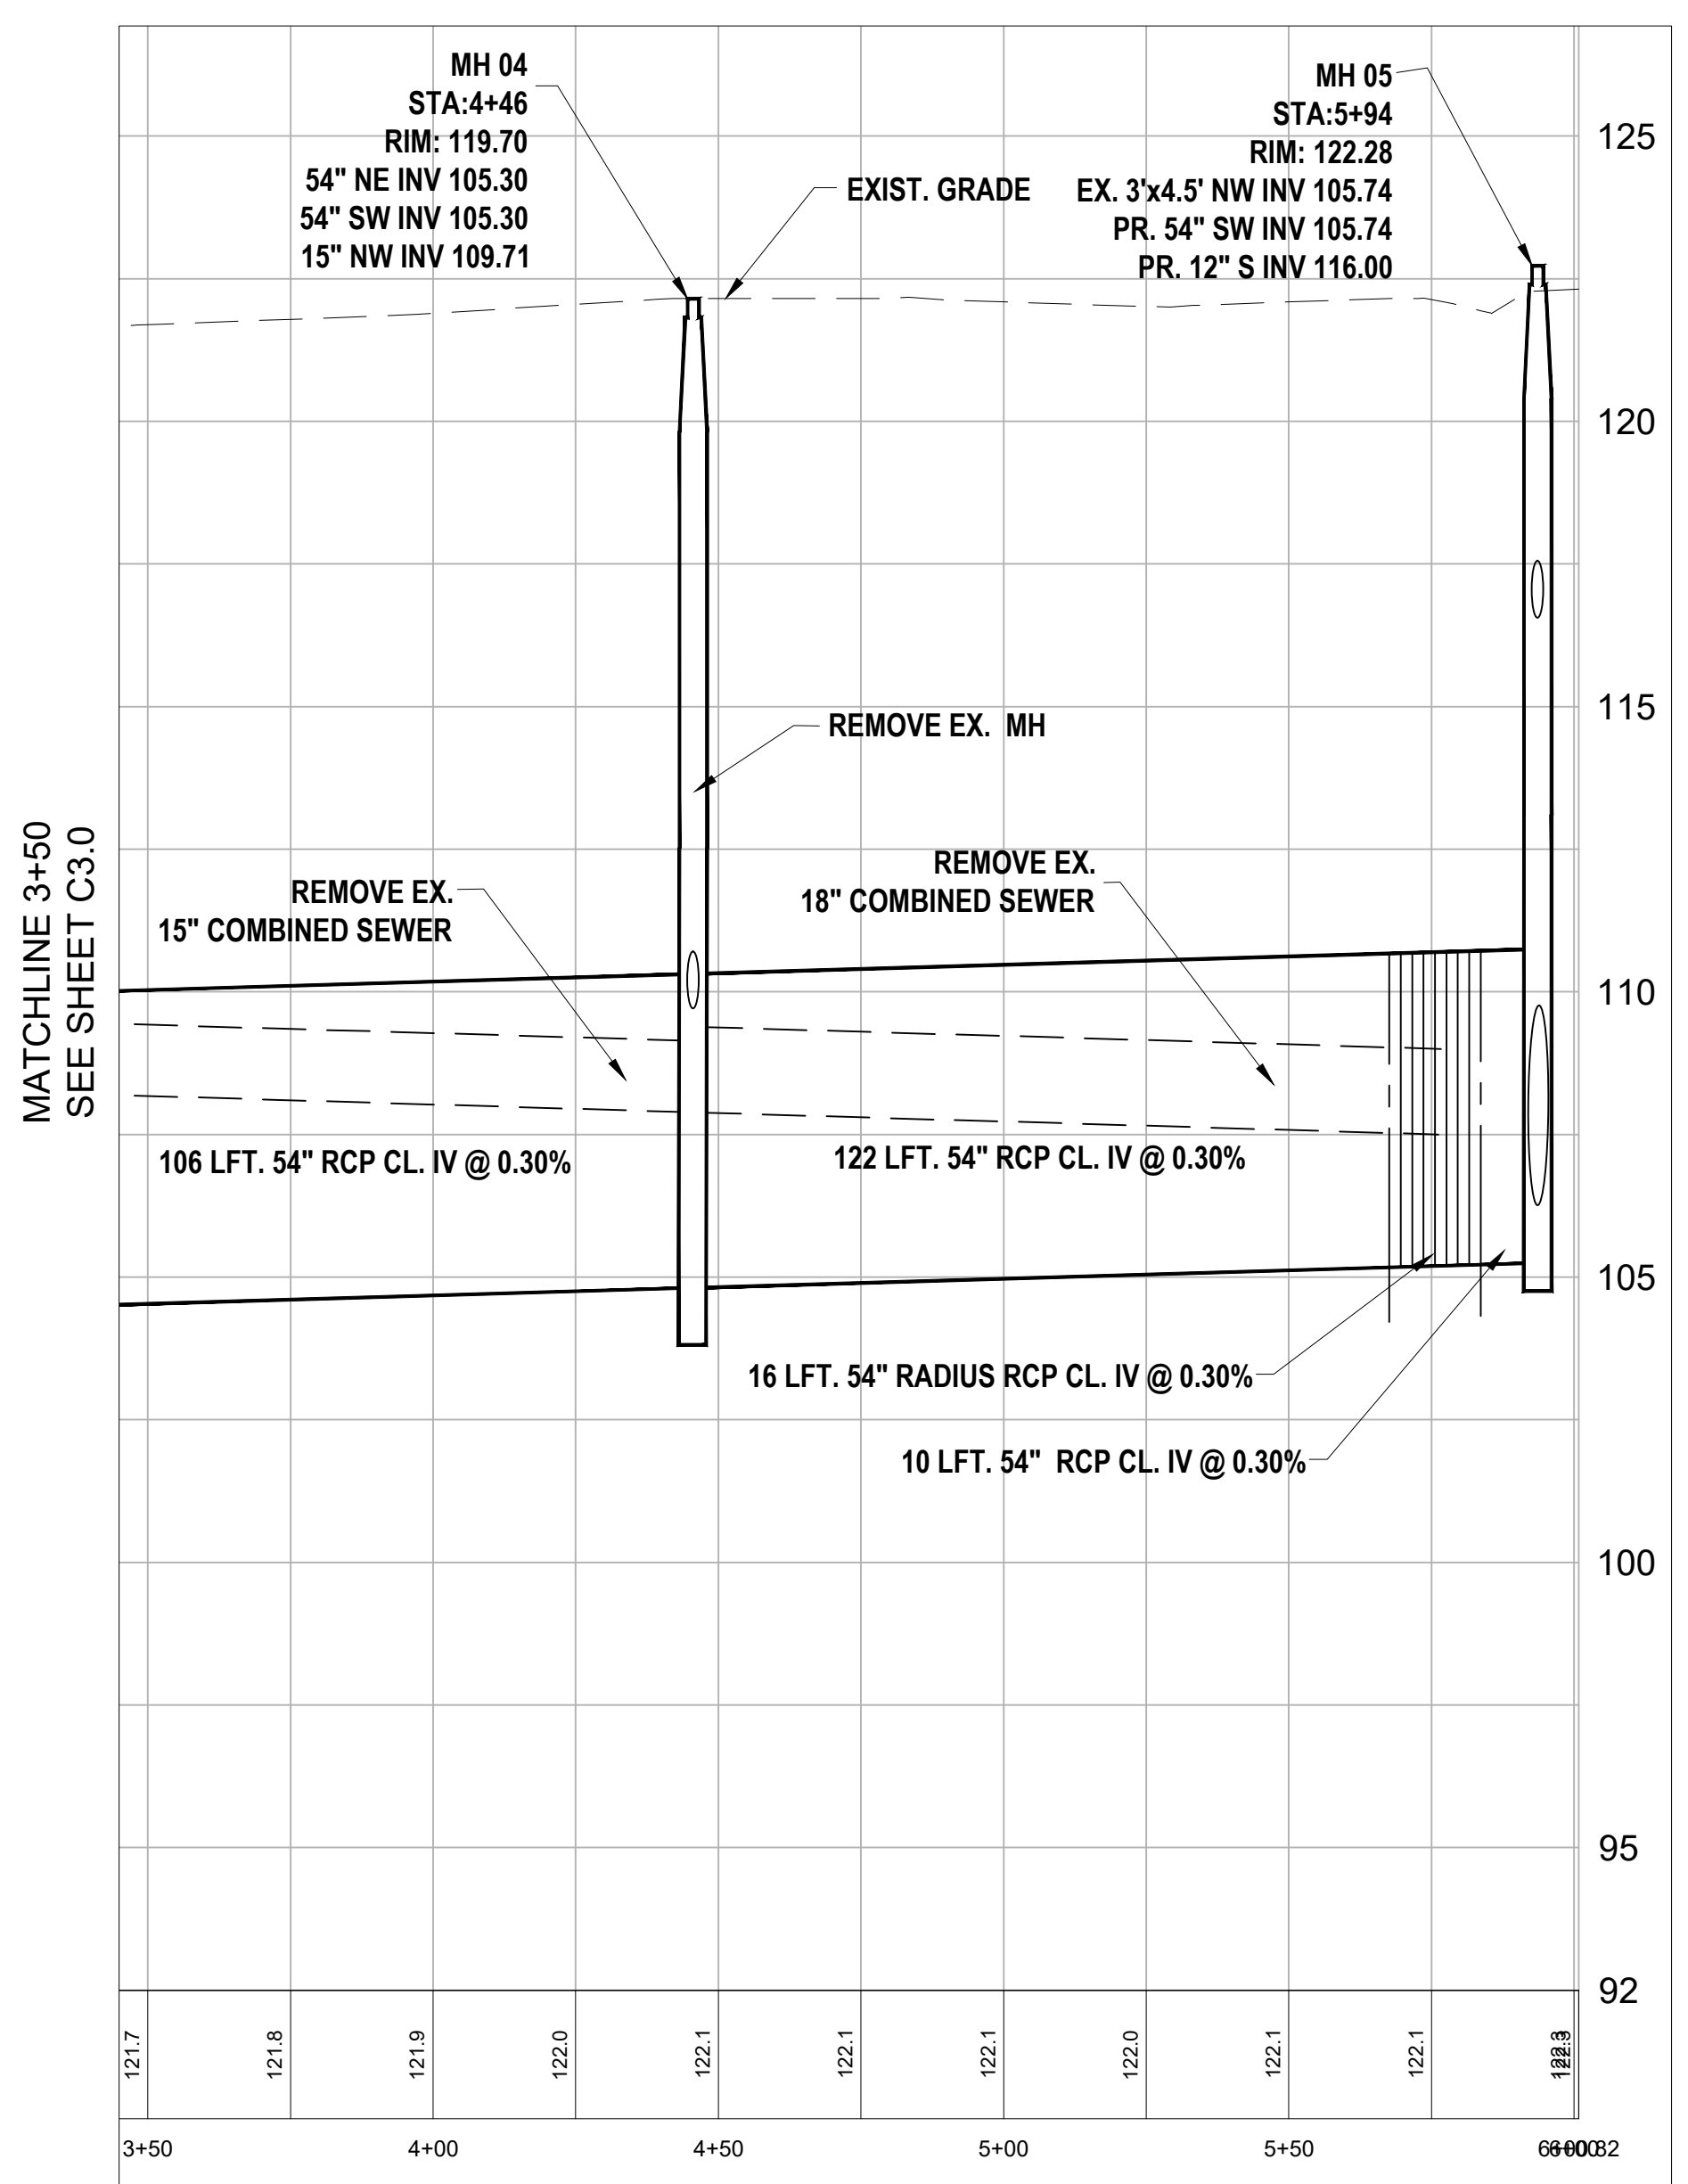 MH 04
STA:4+46
RIM: 119.70
54" NE INV 105.30
54" SW INV 105.30
15" NW INV 109.71
EXIST. GRADE
MH 05
STA:5+94
RIM: 122.28
EX. 3'x4.5' NW INV 105.74
PR. 54" SW INV 105.74
PR. 12" S INV 116.00
125
120
115
110
105
100
95
92
MATCHLINE 3+50
SEE SHEET C3.0
REMOVE EX. MH
REMOVE EX.
15" COMBINED SEWER
REMOVE EX.
18" COMBINED SEWER
106 LFT. 54" RCP CL. IV @ 0.30%
122 LFT. 54" RCP CL. IV @ 0.30%
16 LFT. 54" RADIUS RCP CL. IV @ 0.30%
10 LFT. 54" RCP CL. IV @ 0.30%
121.7
121.8
121.9
122.0
122.1
122.1
122.1
122.0
122.1
122.1
3+50
4+00
4+50
5+00
5+50